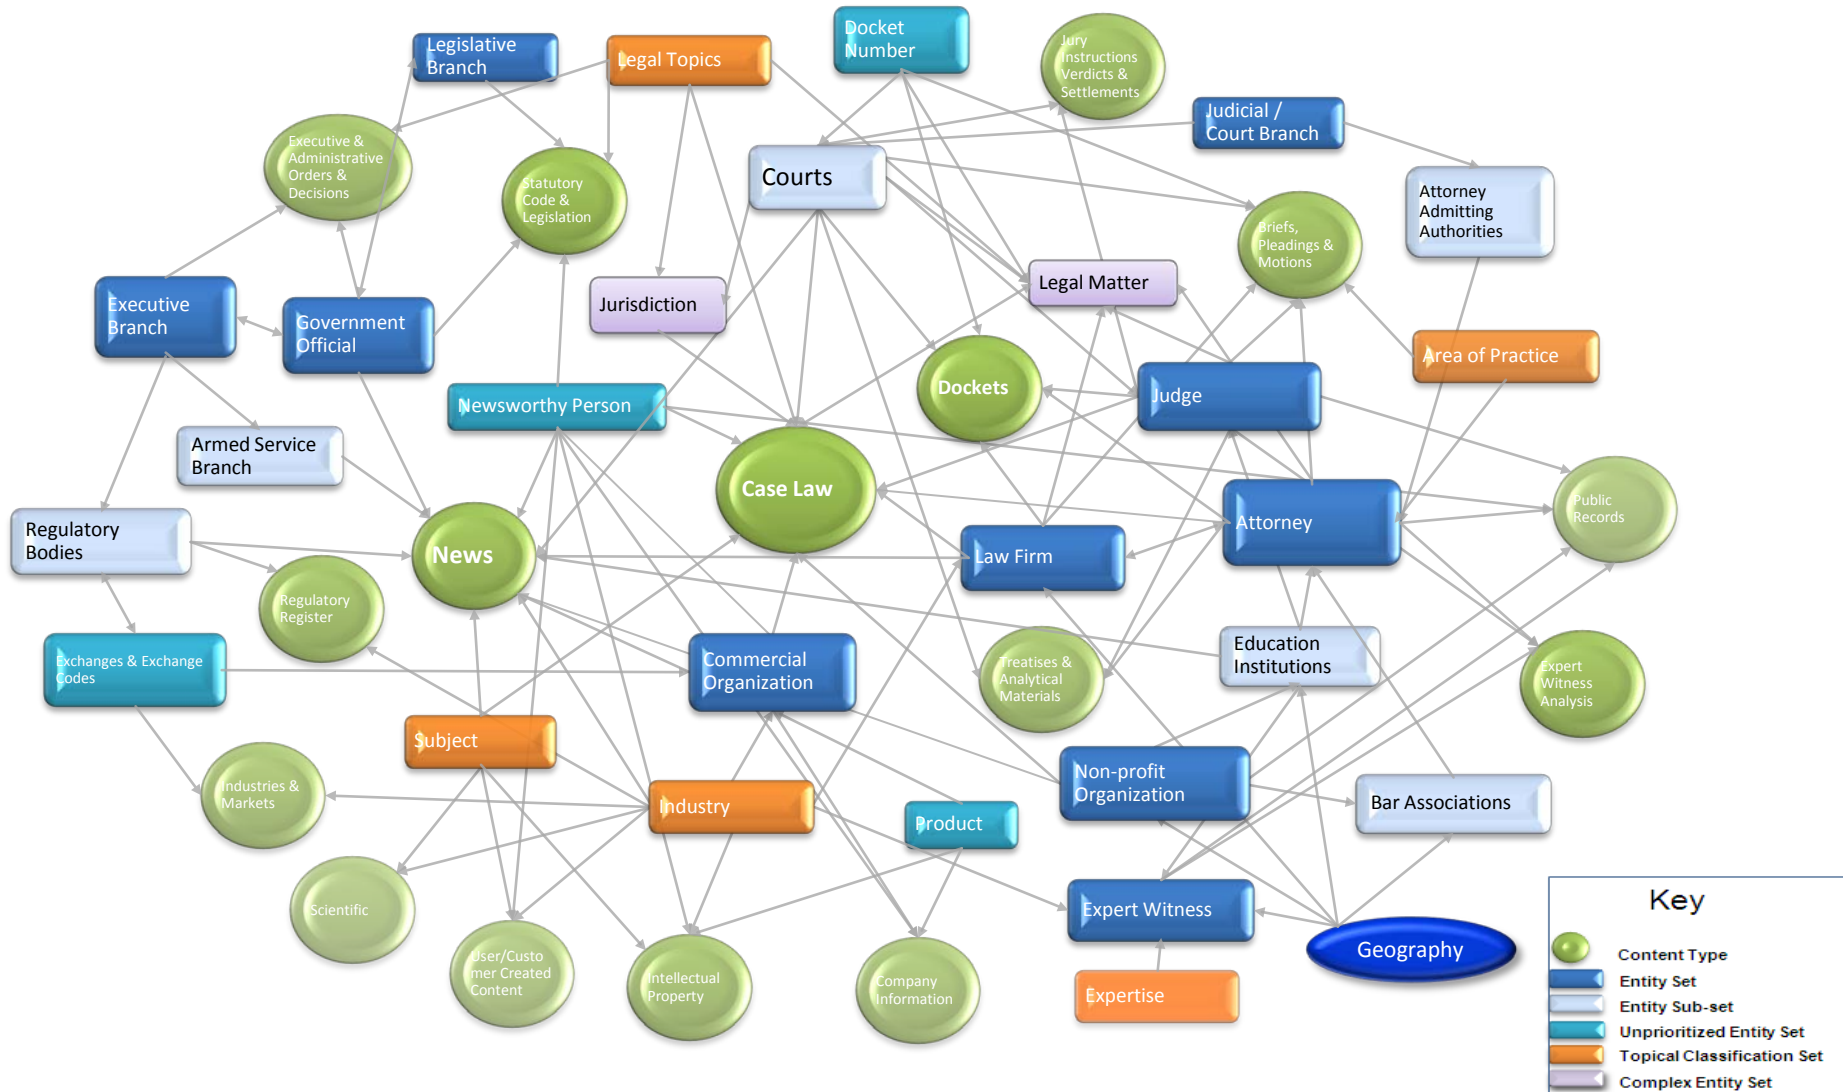 Legislative
Branch
Legal Topics
Docket
Number
Jury
Instructions
Verdicts &
Settlements
Judicial /
Court Branch
Executive &
Administrative
Orders &
Decisions
Statutory
Code &
Legislation
Courts
Attorney
Admitting
Authorities
Briefs,
Pleadings &
Motions
Executive
Branch
Government
Official
Jurisdiction
Legal Matter
Area of Practice
Newsworthy Person
Dockets
Judge
Armed Service
Branch
Case Law
Public
Records
Regulatory
Bodies
News
Law Firm
Attorney
Regulatory
Register
Exchanges & Exchange
Codes
Commercial
Organization
Treatises &
Analytical
Materials
Education
Institutions
Expert
Witness
Analysis
Subject
Industries &
Markets
Industry
Product
Non-profit
Organization
Bar Associations
Scientific
User/Custo
mer Created
Content
Intellectual
Property
Company
Information
Expert Witness
Expertise
Geography
Key
Content Type
Entity Set
Entity Sub-set
Unprioritized Entity Set
Topical Classification Set
Complex Entity Set